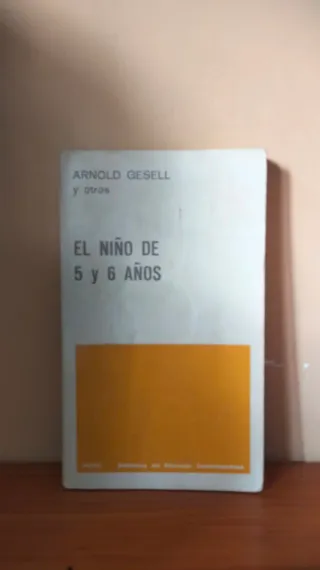 ARNOLD GESELL
y otros
EL NIÑO DE
5 y 6 AÑOS